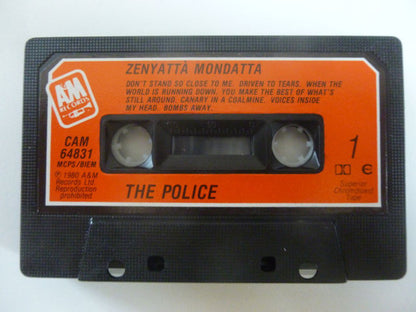 ZENYATTA MONDATTA
DON'T STAND SO CLOSE TO ME. DRIVEN TO TEARS. WHEN THE
WORLD IS RUNNING DOWN. YOU MAKE THE BEST OF WHAT'S
STILL AROUND. CANARY IN A COALMINE. VOICES INSIDE
MY HEAD. BOMBS AWAY.
A&M
RECORDS
CAM
64831
MCPS/BIEM
℗ 1980 A&M
Records Ltd
Reproduction
prohibited
1
Superior
Chromdioxid
Tape
THE POLICE